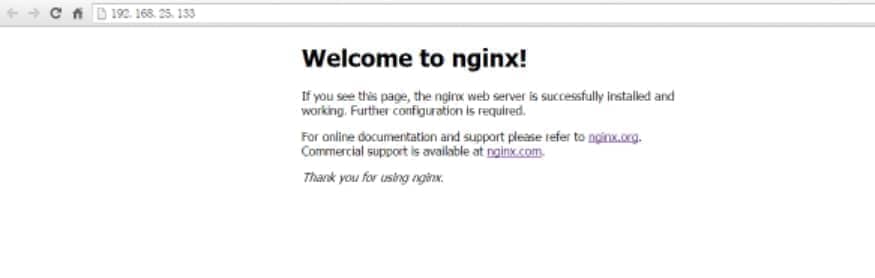 192.168.25.133
Welcome to nginx!
If you see this page, the nginx web server is successfully installed and
working. Further configuration is required.
For online documentation and support please refer to nginx.org.
Commercial support is available at nginx.com.
Thank you for using nginx.